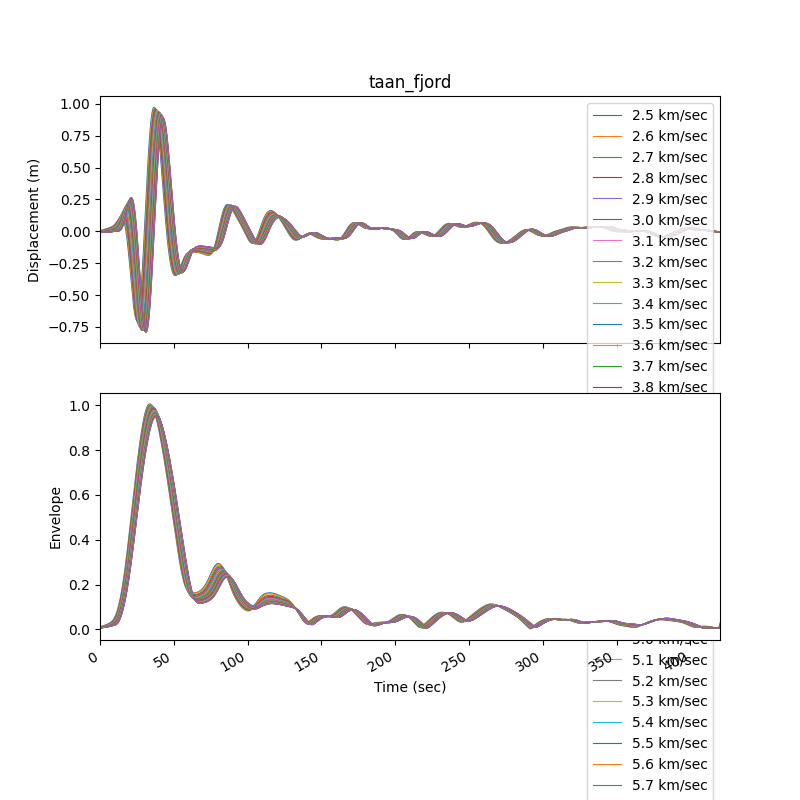 taan_fjord
1.00
0.75
0.50
0.25
0.00
−0.25
−0.50
−0.75
Displacement (m)
2.5 km/sec
2.6 km/sec
2.7 km/sec
2.8 km/sec
2.9 km/sec
3.0 km/sec
3.1 km/sec
3.2 km/sec
3.3 km/sec
3.4 km/sec
3.5 km/sec
3.6 km/sec
3.7 km/sec
3.8 km/sec
1.0
0.8
0.6
0.4
0.2
0.0
Envelope
0 50 100 150 200 250 300 350 400
Time (sec)
5.0 km/sec
5.1 km/sec
5.2 km/sec
5.3 km/sec
5.4 km/sec
5.5 km/sec
5.6 km/sec
5.7 km/sec